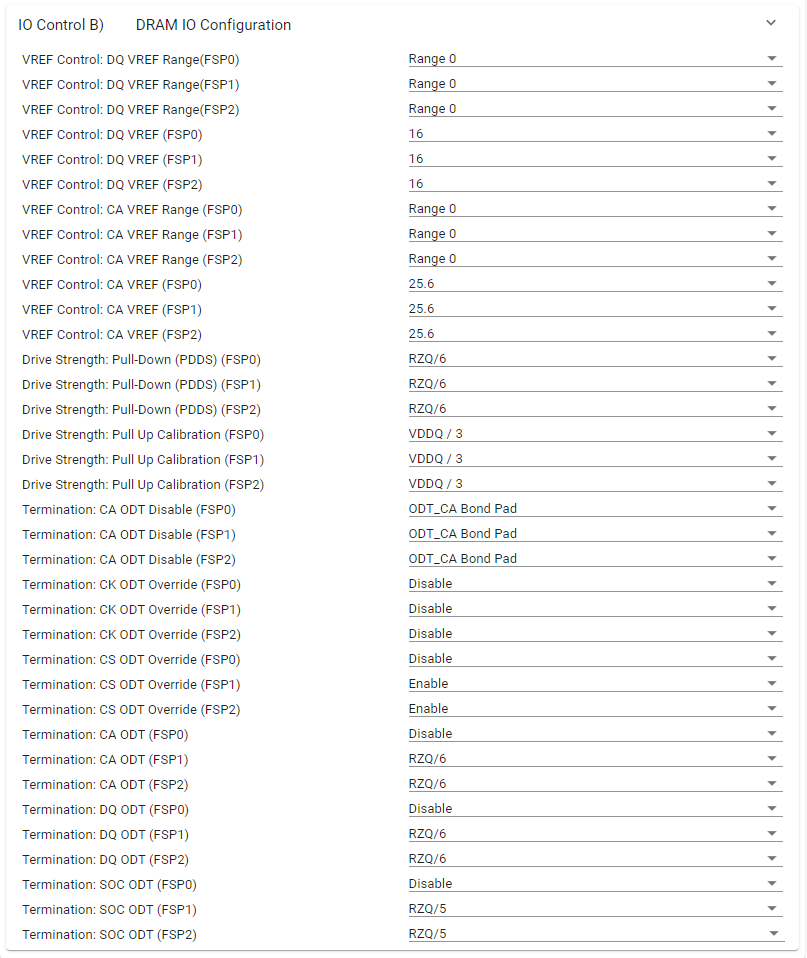 IO Control B) DRAM IO Configuration
VREF Control: DQ VREF Range(FSP0) Range 0
VREF Control: DQ VREF Range(FSP1) Range 0
VREF Control: DQ VREF Range(FSP2) Range 0
VREF Control: DQ VREF (FSP0) 16
VREF Control: DQ VREF (FSP1) 16
VREF Control: DQ VREF (FSP2) 16
VREF Control: CA VREF Range (FSP0) Range 0
VREF Control: CA VREF Range (FSP1) Range 0
VREF Control: CA VREF Range (FSP2) Range 0
VREF Control: CA VREF (FSP0) 25.6
VREF Control: CA VREF (FSP1) 25.6
VREF Control: CA VREF (FSP2) 25.6
Drive Strength: Pull-Down (PDDS) (FSP0) RZQ/6
Drive Strength: Pull-Down (PDDS) (FSP1) RZQ/6
Drive Strength: Pull-Down (PDDS) (FSP2) RZQ/6
Drive Strength: Pull Up Calibration (FSP0) VDDQ / 3
Drive Strength: Pull Up Calibration (FSP1) VDDQ / 3
Drive Strength: Pull Up Calibration (FSP2) VDDQ / 3
Termination: CA ODT Disable (FSP0) ODT_CA Bond Pad
Termination: CA ODT Disable (FSP1) ODT_CA Bond Pad
Termination: CA ODT Disable (FSP2) ODT_CA Bond Pad
Termination: CK ODT Override (FSP0) Disable
Termination: CK ODT Override (FSP1) Disable
Termination: CK ODT Override (FSP2) Disable
Termination: CS ODT Override (FSP0) Disable
Termination: CS ODT Override (FSP1) Enable
Termination: CS ODT Override (FSP2) Enable
Termination: CA ODT (FSP0) Disable
Termination: CA ODT (FSP1) RZQ/6
Termination: CA ODT (FSP2) RZQ/6
Termination: DQ ODT (FSP0) Disable
Termination: DQ ODT (FSP1) RZQ/6
Termination: DQ ODT (FSP2) RZQ/6
Termination: SOC ODT (FSP0) Disable
Termination: SOC ODT (FSP1) RZQ/5
Termination: SOC ODT (FSP2) RZQ/5